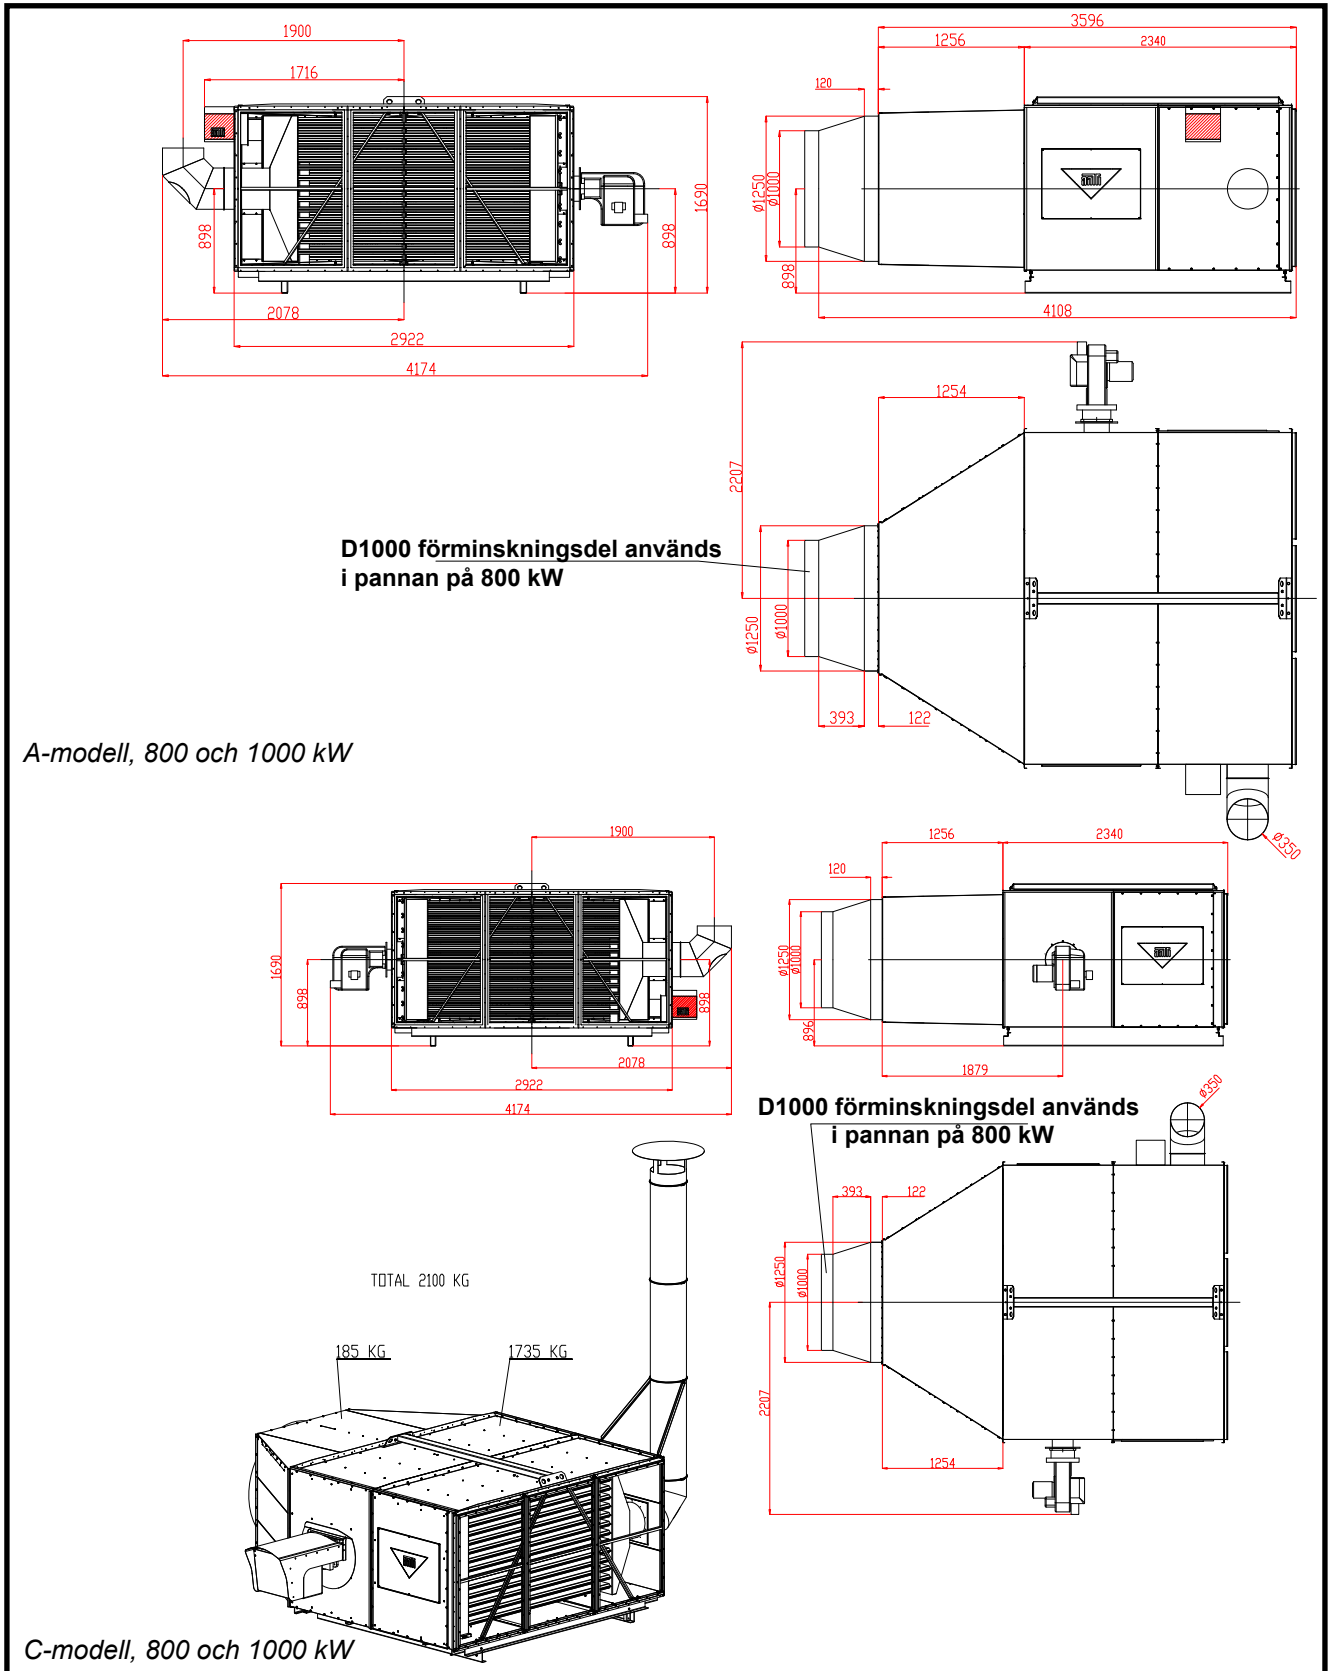 1900
1716
1690
898
898
2078
2922
4174
3596
1256
2340
120
ø1250
ø1000
898
4108
antti
2207
1254
D1000 förminskningsdel används
i pannan på 800 kW
ø1250
ø1000
393
122
ø350
A-modell, 800 och 1000 kW
1900
1690
898
898
2078
2922
4174
1256
2340
120
ø1250
ø1000
896
1879
antti
D1000 förminskningsdel används
i pannan på 800 kW
ø350
393
122
ø1250
ø1000
2207
1254
TOTAL 2100 KG
185 KG
1735 KG
antti
C-modell, 800 och 1000 kW